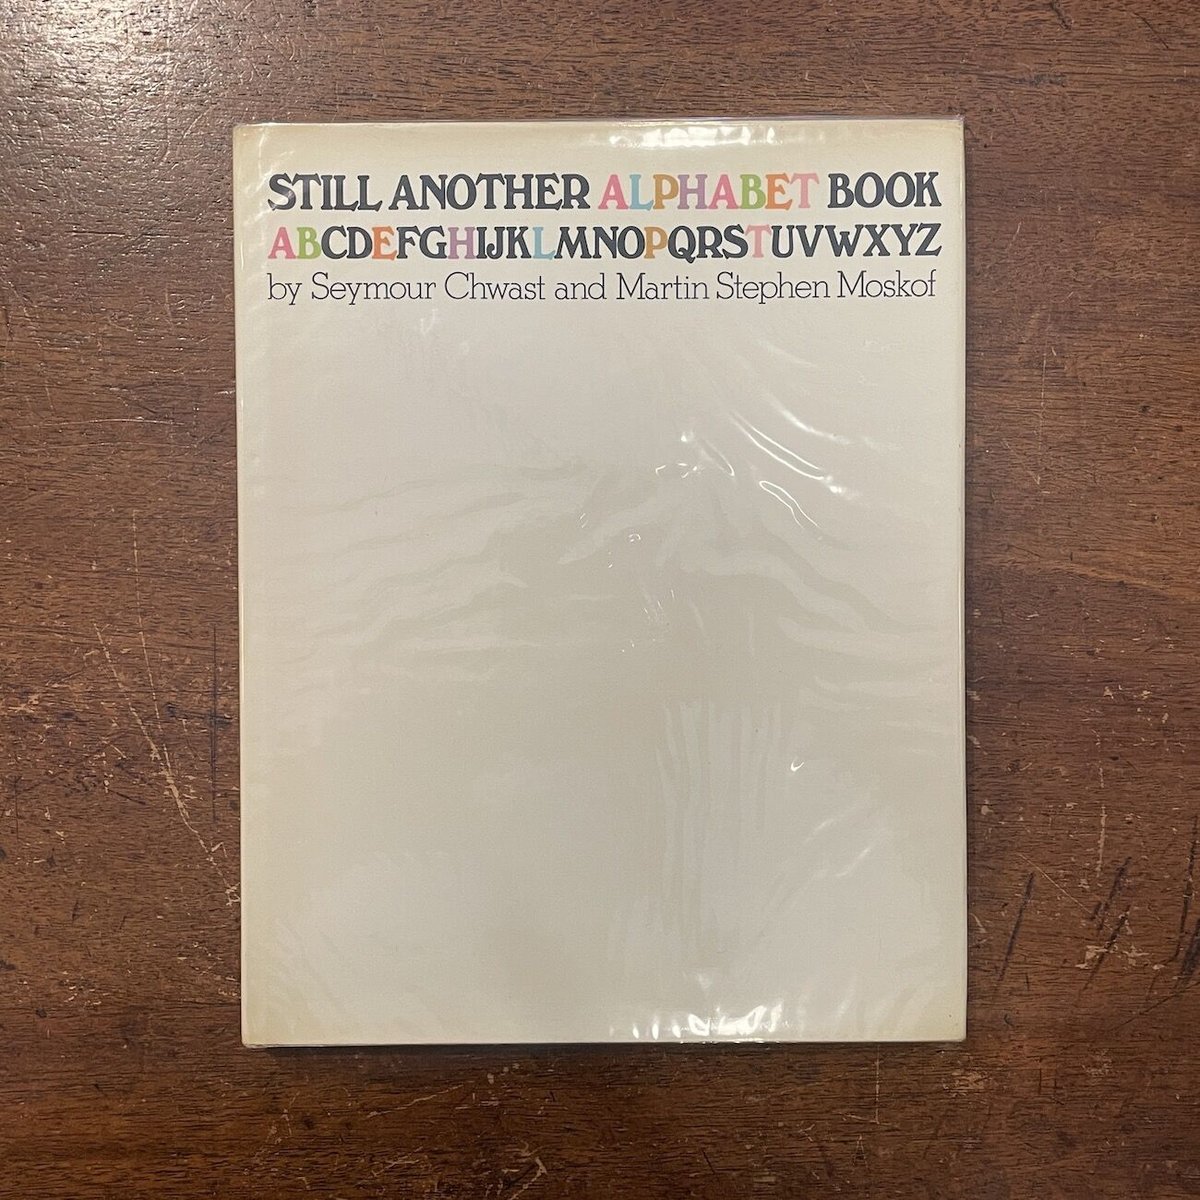 STILL ANOTHER ALPHABET BOOK
ABCDEFGHIJKLMNOPQRSTUVWXYZ
by Seymour Chwast and Martin Stephen Moskof